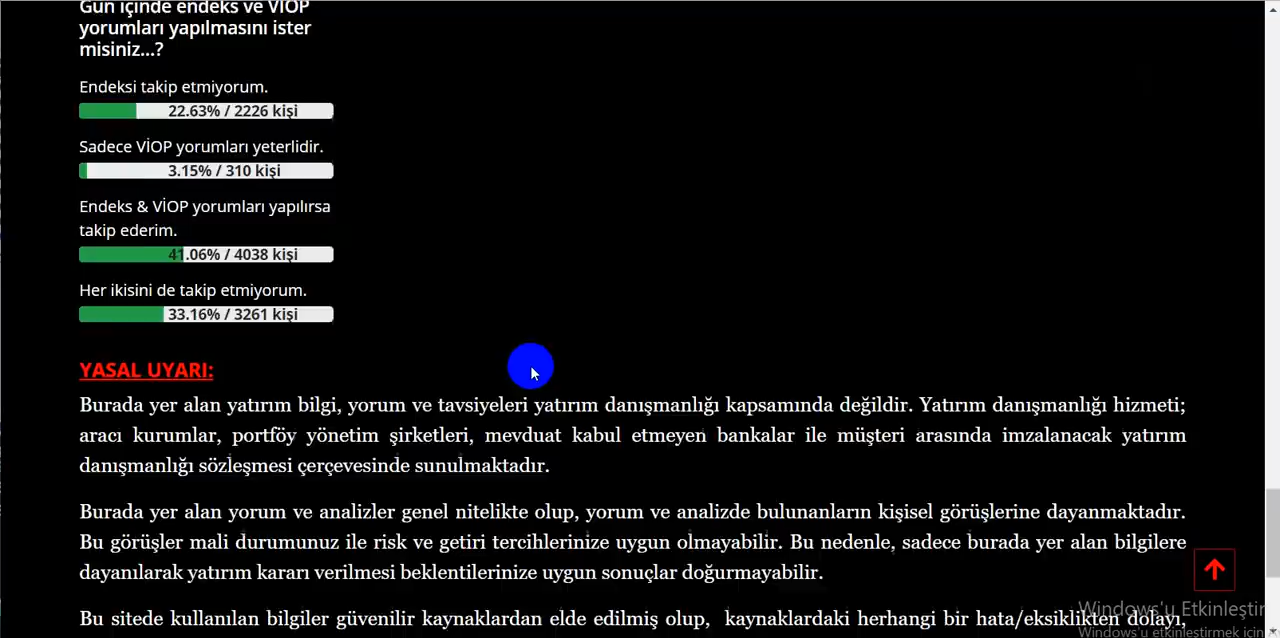 Gün içinde endeks ve VİOP
yorumları yapılmasını ister
misiniz...?
Endeksi takip etmiyorum.
22.63% / 2226 kişi
Sadece VİOP yorumları yeterlidir.
3.15% / 310 kişi
Endeks & VİOP yorumları yapılırsa
takip ederim.
41.06% / 4038 kişi
Her ikisini de takip etmiyorum.
33.16% / 3261 kişi
YASAL UYARI:
Burada yer alan yatırım bilgi, yorum ve tavsiyeleri yatırım danışmanlığı kapsamında değildir. Yatırım danışmanlığı hizmeti;
aracı kurumlar, portföy yönetim şirketleri, mevduat kabul etmeyen bankalar ile müşteri arasında imzalanacak yatırım
danışmanlığı sözleşmesi çerçevesinde sunulmaktadır.
Burada yer alan yorum ve analizler genel nitelikte olup, yorum ve analizde bulunanların kişisel görüşlerine dayanmaktadır.
Bu görüşler mali durumunuz ile risk ve getiri tercihlerinize uygun olmayabilir. Bu nedenle, sadece burada yer alan bilgilere
dayanılarak yatırım kararı verilmesi beklentilerinize uygun sonuçlar doğurmayabilir.
Bu sitede kullanılan bilgiler güvenilir kaynaklardan elde edilmiş olup, kaynaklardaki herhangi bir hata/eksiklikten dolayı,
Windows'u Etkinleştir
Windows'u etkinleştirmek için